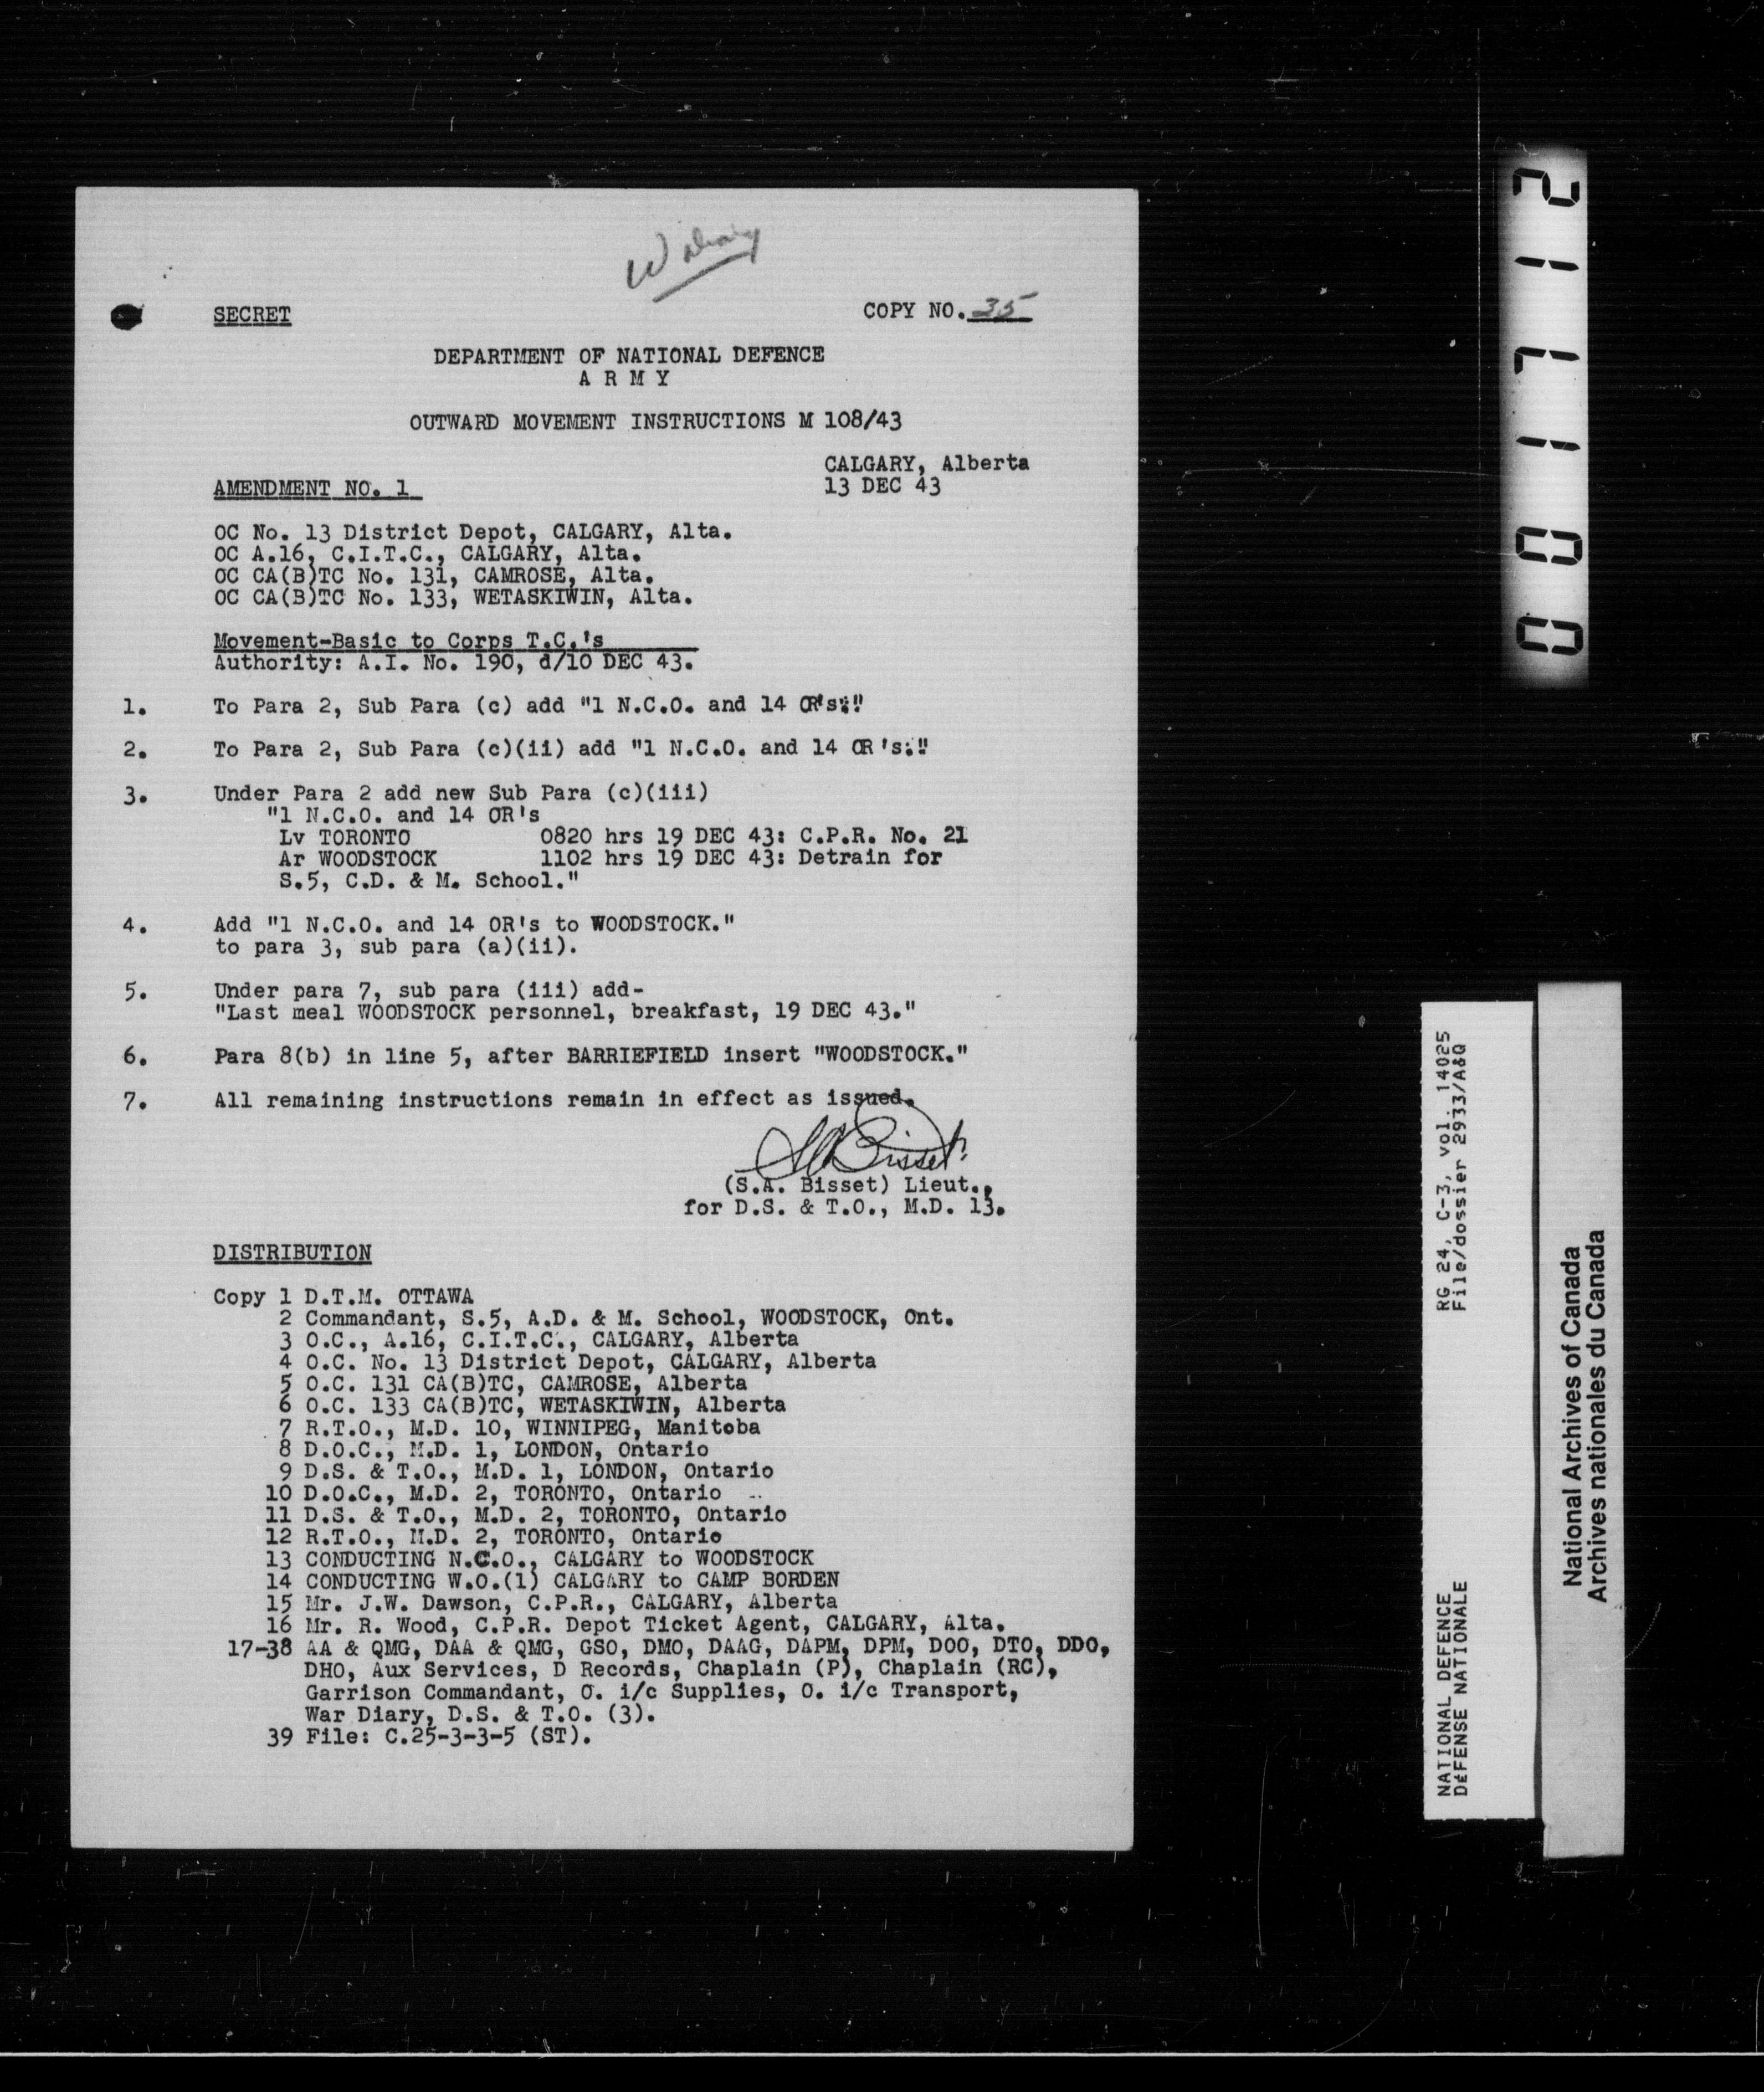 W Diary
SECRET COPY NO. 35
DEPARTMENT OF NATIONAL DEFENCE
A R M Y
OUTWARD MOVEMENT INSTRUCTIONS M 108/43
CALGARY, Alberta
AMENDMENT NO. 1 13 DEC 43
OC No. 13 District Depot, CALGARY, Alta.
OC A.16, C.I.T.C., CALGARY, Alta.
OC CA(B)TC No. 131, CAMROSE, Alta.
OC CA(B)TC No. 133, WETASKIWIN, Alta.
Movement-Basic to Corps T.C.'s
Authority: A.I. No. 190, d/10 DEC 43.
1. To Para 2, Sub Para (c) add "1 N.C.O. and 14 OR's:"
2. To Para 2, Sub Para (c)(ii) add "1 N.C.O. and 14 OR's:"
3. Under Para 2 add new Sub Para (c)(iii)
"1 N.C.O. and 14 OR's
Lv TORONTO 0820 hrs 19 DEC 43: C.P.R. No. 21
Ar WOODSTOCK 1102 hrs 19 DEC 43: Detrain for
S.5, C.D. & M. School."
4. Add "1 N.C.O. and 14 OR's to WOODSTOCK."
to para 3, sub para (a)(ii).
5. Under para 7, sub para (iii) add-
"Last meal WOODSTOCK personnel, breakfast, 19 DEC 43."
6. Para 8(b) in line 5, after BARRIEFIELD insert "WOODSTOCK."
7. All remaining instructions remain in effect as issued.
SA Bisset
(S.A. Bisset) Lieut.,
for D.S. & T.O., M.D. 13.
DISTRIBUTION
Copy 1 D.T.M. OTTAWA
2 Commandant, S.5, A.D. & M. School, WOODSTOCK, Ont.
3 O.C., A.16, C.I.T.C., CALGARY, Alberta
4 O.C. No. 13 District Depot, CALGARY, Alberta
5 O.C. 131 CA(B)TC, CAMROSE, Alberta
6 O.C. 133 CA(B)TC, WETASKIWIN, Alberta
7 R.T.O., M.D. 10, WINNIPEG, Manitoba
8 D.O.C., M.D. 1, LONDON, Ontario
9 D.S. & T.O., M.D. 1, LONDON, Ontario
10 D.O.C., M.D. 2, TORONTO, Ontario
11 D.S. & T.O., M.D. 2, TORONTO, Ontario
12 R.T.O., M.D. 2, TORONTO, Ontario
13 CONDUCTING N.C.O., CALGARY to WOODSTOCK
14 CONDUCTING W.O.(1) CALGARY to CAMP BORDEN
15 Mr. J.W. Dawson, C.P.R., CALGARY, Alberta
16 Mr. R. Wood, C.P.R. Depot Ticket Agent, CALGARY, Alta.
17-38 AA & QMG, DAA & QMG, GSO, DMO, DAAG, DAPM, DPM, DOO, DTO, DDO,
DHO, Aux Services, D Records, Chaplain (P), Chaplain (RC),
Garrison Commandant, O. i/c Supplies, O. i/c Transport,
War Diary, D.S. & T.O. (3).
39 File: C.25-3-3-5 (ST).
001712
NATIONAL DEFENCE RG 24, C-3, vol. 14025
DÉFENSE NATIONALE File/dossier 2933/A&Q
National Archives of Canada
Archives nationales du Canada